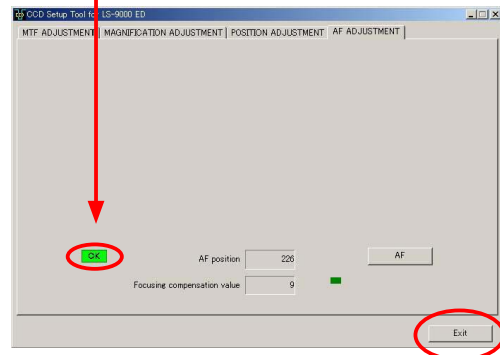 CCD Setup Tool for LS-9000 ED
MTF ADJUSTMENT MAGNIFICATION ADJUSTMENT POSITION ADJUSTMENT AF ADJUSTMENT
OK AF position 226 AF
Focusing compensation value 9
Exit